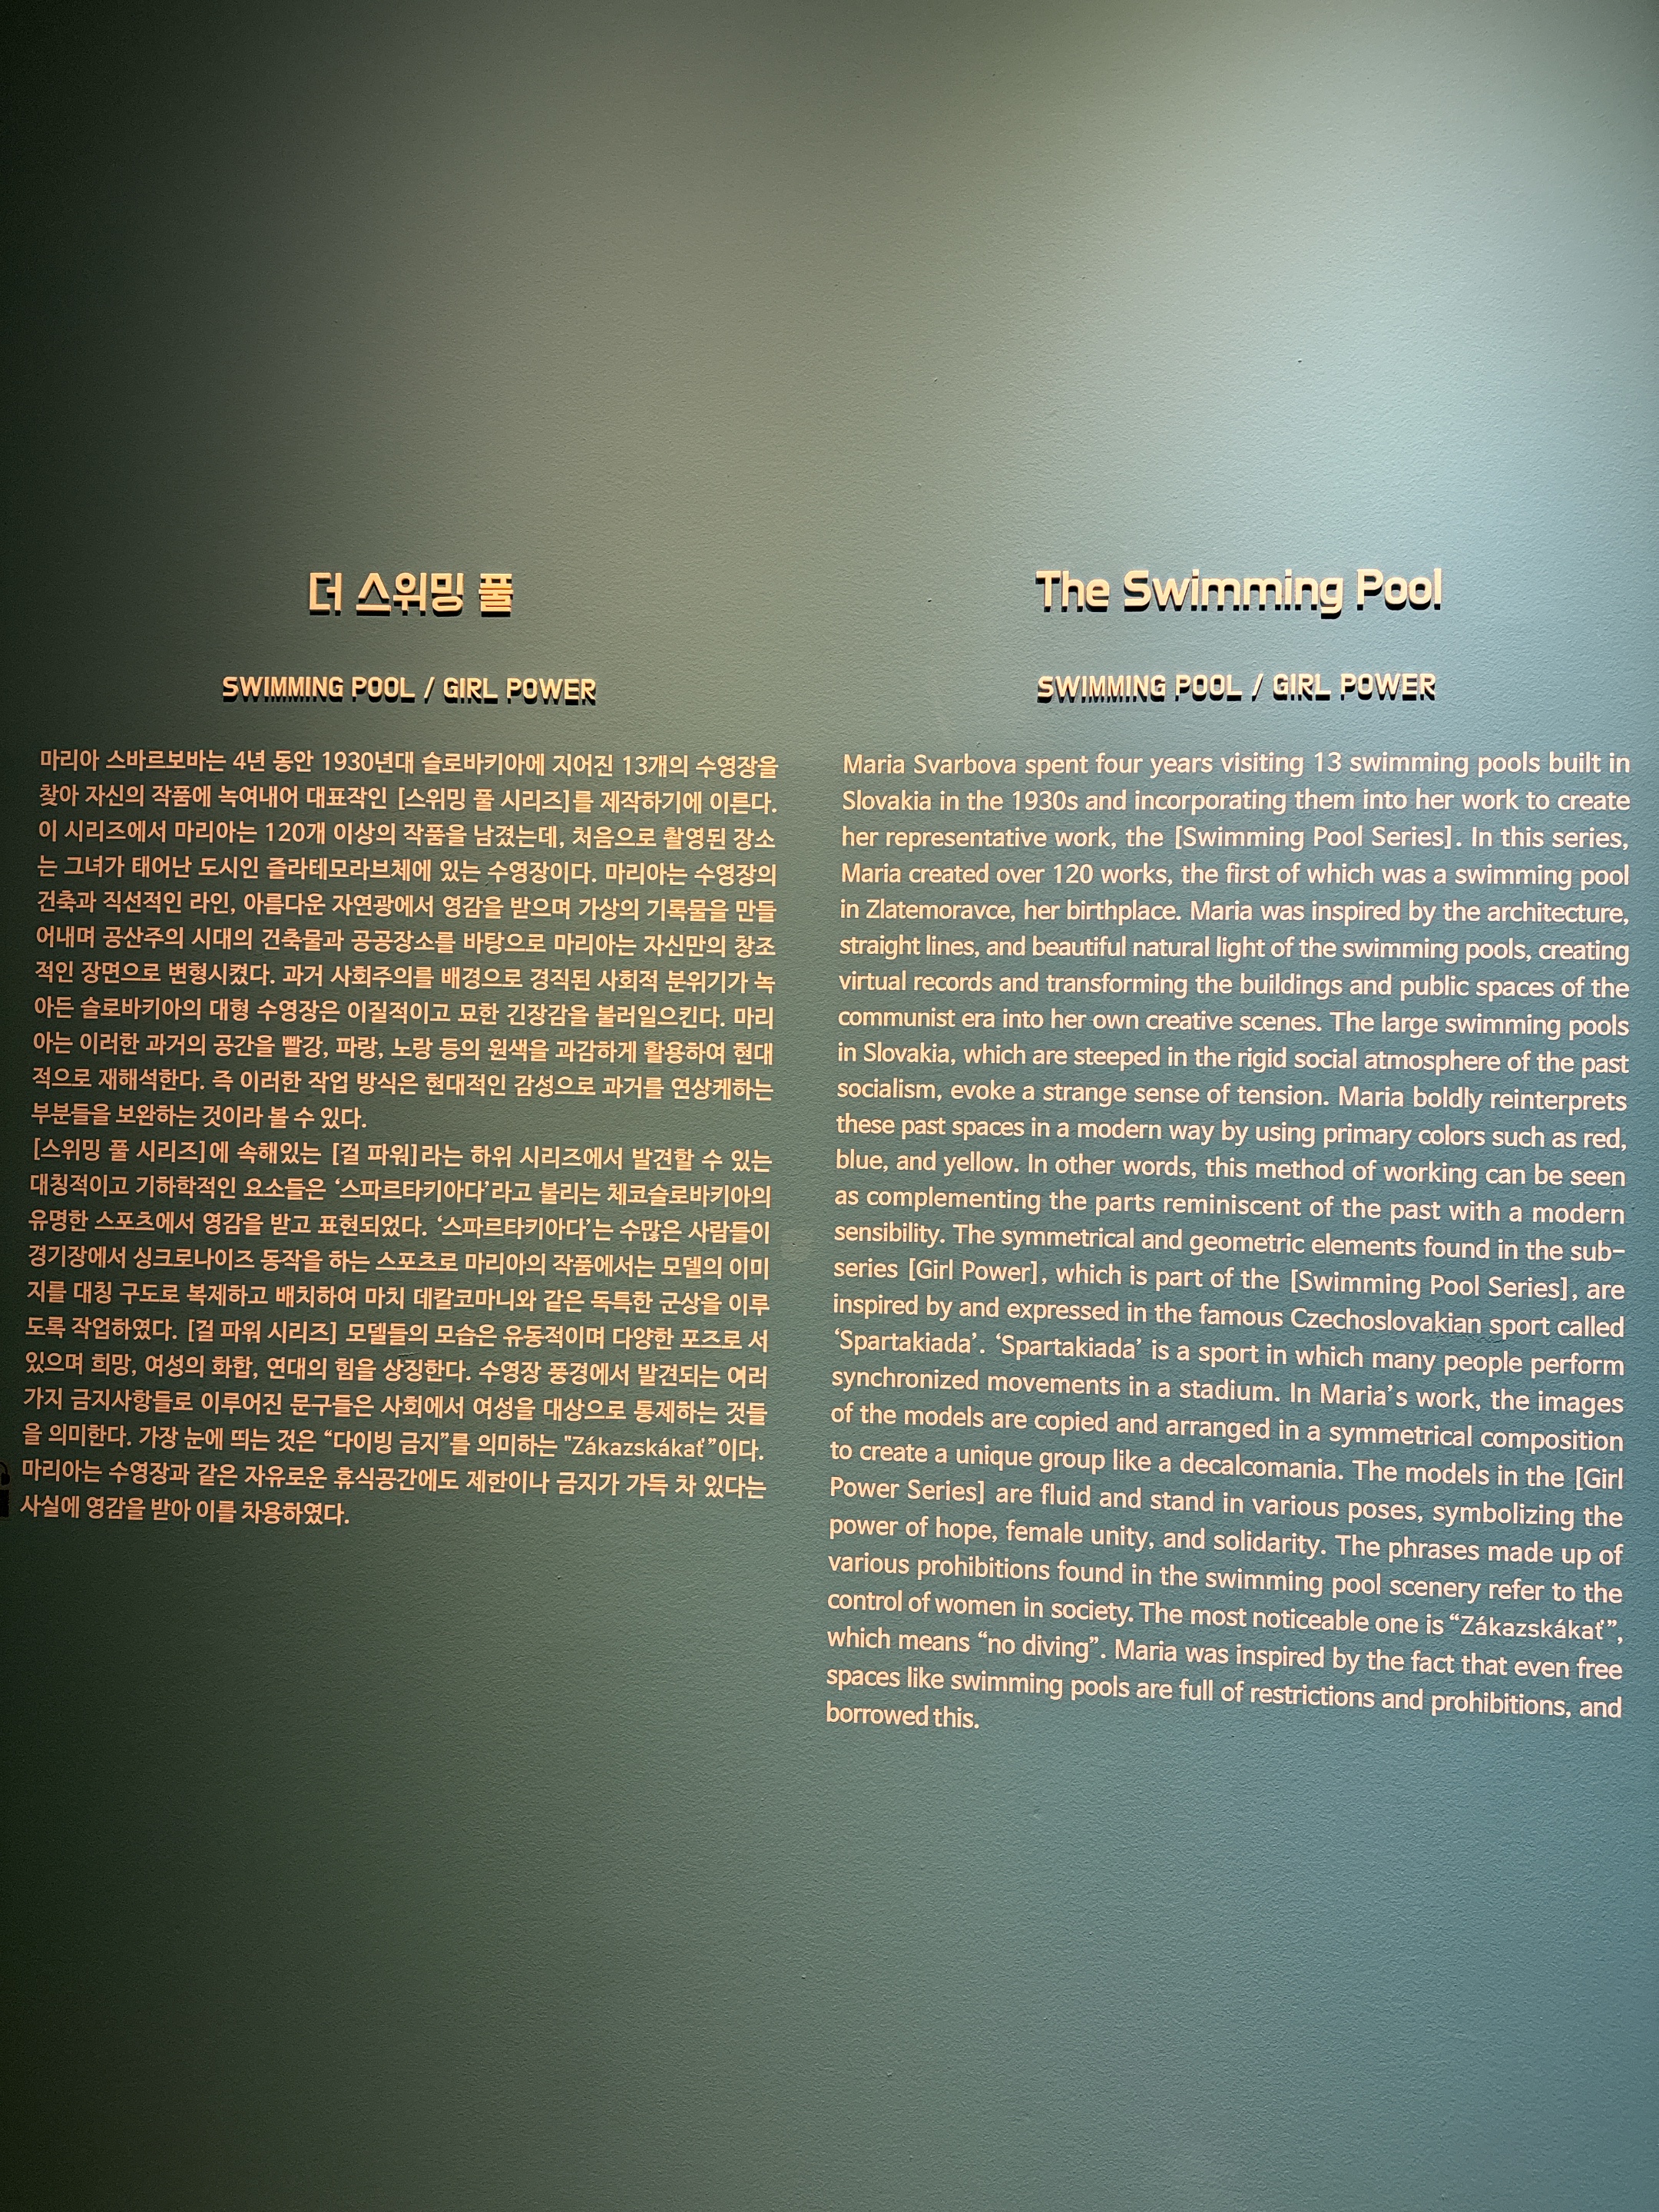 더 스위밍 풀
SWIMMING POOL / GIRL POWER
마리아 스바르보바는 4년 동안 1930년대 슬로바키아에 지어진 13개의 수영장을
찾아 자신의 작품에 녹여내어 대표작인 [스위밍 풀 시리즈]를 제작하기에 이른다.
이 시리즈에서 마리아는 120개 이상의 작품을 남겼는데, 처음으로 촬영된 장소
는 그녀가 태어난 도시인 즐라테모라브체에 있는 수영장이다. 마리아는 수영장의
건축과 직선적인 라인, 아름다운 자연광에서 영감을 받으며 가상의 기록물을 만들
어내며 공산주의 시대의 건축물과 공공장소를 바탕으로 마리아는 자신만의 창조
적인 장면으로 변형시켰다. 과거 사회주의를 배경으로 경직된 사회적 분위기가 녹
아든 슬로바키아의 대형 수영장은 이질적이고 묘한 긴장감을 불러일으킨다. 마리
아는 이러한 과거의 공간을 빨강, 파랑, 노랑 등의 원색을 과감하게 활용하여 현대
적으로 재해석한다. 즉 이러한 작업 방식은 현대적인 감성으로 과거를 연상케하는
부분들을 보완하는 것이라 볼 수 있다.
[스위밍 풀 시리즈]에 속해있는 [걸 파워]라는 하위 시리즈에서 발견할 수 있는
대칭적이고 기하학적인 요소들은 ‘스파르타키아다’라고 불리는 체코슬로바키아의
유명한 스포츠에서 영감을 받고 표현되었다. ‘스파르타키아다’는 수많은 사람들이
경기장에서 싱크로나이즈 동작을 하는 스포츠로 마리아의 작품에서는 모델의 이미
지를 대칭 구도로 복제하고 배치하여 마치 데칼코마니와 같은 독특한 군상을 이루
도록 작업하였다. [걸 파워 시리즈] 모델들의 모습은 유동적이며 다양한 포즈로 서
있으며 희망, 여성의 화합, 연대의 힘을 상징한다. 수영장 풍경에서 발견되는 여러
가지 금지사항들로 이루어진 문구들은 사회에서 여성을 대상으로 통제하는 것들
을 의미한다. 가장 눈에 띄는 것은 “다이빙 금지”를 의미하는 "Zákazskákať”이다.
마리아는 수영장과 같은 자유로운 휴식공간에도 제한이나 금지가 가득 차 있다는
사실에 영감을 받아 이를 차용하였다.
The Swimming Pool
SWIMMING POOL / GIRL POWER
Maria Svarbova spent four years visiting 13 swimming pools built in
Slovakia in the 1930s and incorporating them into her work to create
her representative work, the [Swimming Pool Series]. In this series,
Maria created over 120 works, the first of which was a swimming pool
in Zlatemoravce, her birthplace. Maria was inspired by the architecture,
straight lines, and beautiful natural light of the swimming pools, creating
virtual records and transforming the buildings and public spaces of the
communist era into her own creative scenes. The large swimming pools
in Slovakia, which are steeped in the rigid social atmosphere of the past
socialism, evoke a strange sense of tension. Maria boldly reinterprets
these past spaces in a modern way by using primary colors such as red,
blue, and yellow. In other words, this method of working can be seen
as complementing the parts reminiscent of the past with a modern
sensibility. The symmetrical and geometric elements found in the sub-
series [Girl Power], which is part of the [Swimming Pool Series], are
inspired by and expressed in the famous Czechoslovakian sport called
‘Spartakiada’. ‘Spartakiada’ is a sport in which many people perform
synchronized movements in a stadium. In Maria’s work, the images
of the models are copied and arranged in a symmetrical composition
to create a unique group like a decalcomania. The models in the [Girl
Power Series] are fluid and stand in various poses, symbolizing the
power of hope, female unity, and solidarity. The phrases made up of
various prohibitions found in the swimming pool scenery refer to the
control of women in society. The most noticeable one is “Zákazskákať”,
which means “no diving”. Maria was inspired by the fact that even free
spaces like swimming pools are full of restrictions and prohibitions, and
borrowed this.